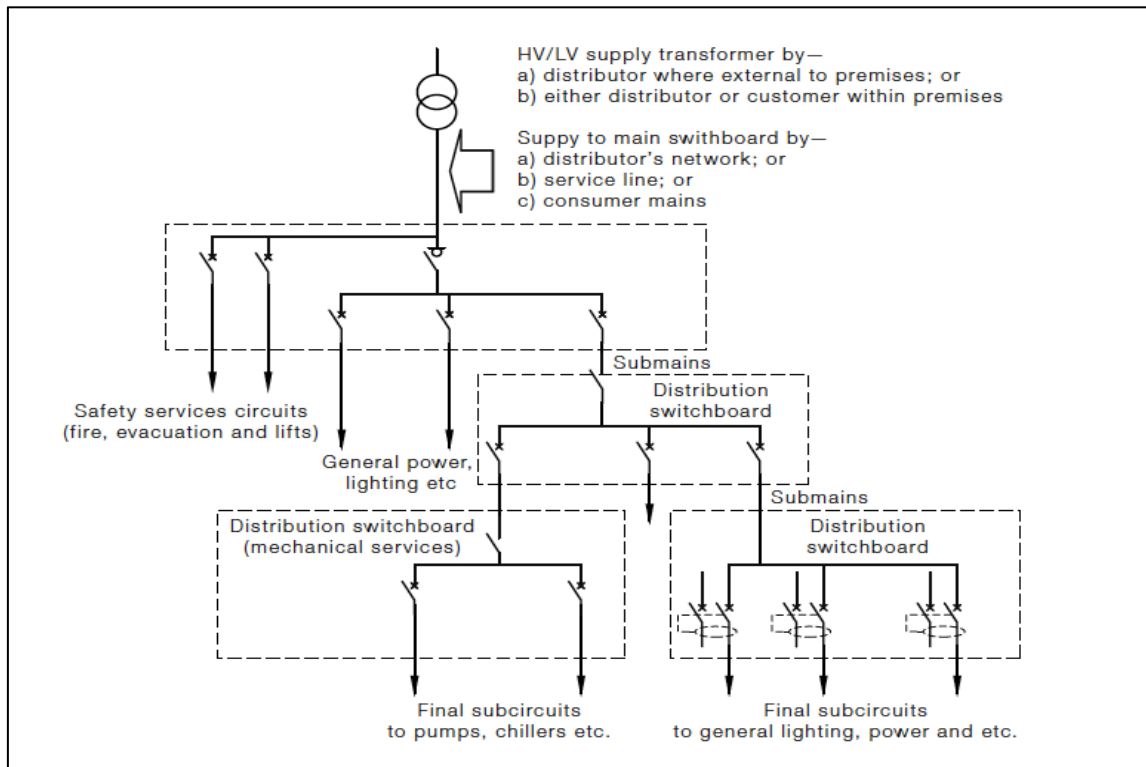 HV/LV supply transformer by—
a) distributor where external to premises; or
b) either distributor or customer within premises
Suppy to main swithboard by—
a) distributor's network; or
b) service line; or
c) consumer mains
Submains
Distribution
switchboard
Safety services circuits
(fire, evacuation and lifts)
General power,
lighting etc
Submains
Distribution switchboard
(mechanical services)
Distribution
switchboard
Final subcircuits
to pumps, chillers etc.
Final subcircuits
to general lighting, power and etc.